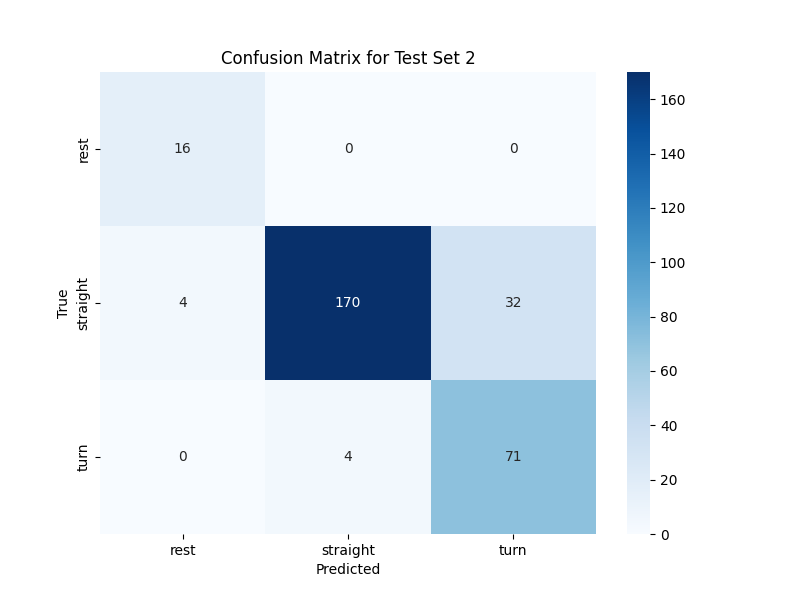 Confusion Matrix for Test Set 2
True
rest
16 0 0
straight
4 170 32
turn
0 4 71
rest straight turn
Predicted
160
140
120
100
80
60
40
20
0